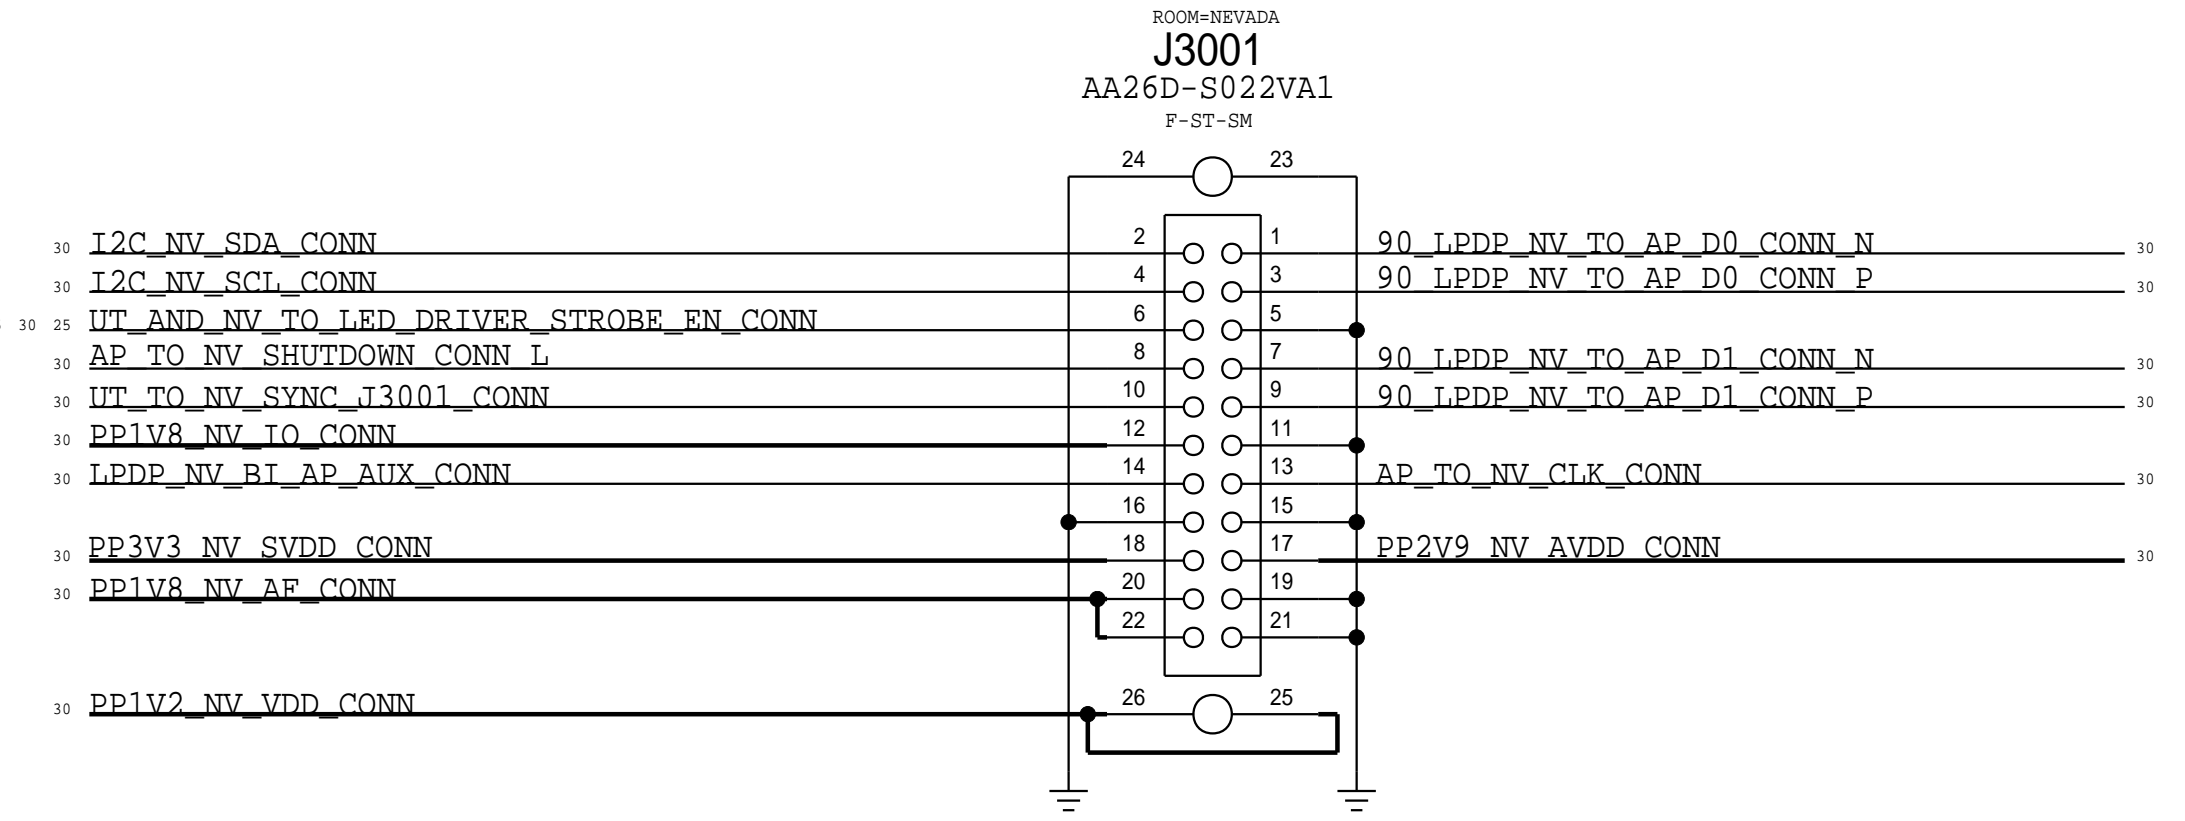 ROOM=NEVADA
J3001
AA26D-S022VA1
F-ST-SM
24 23
30 I2C_NV_SDA_CONN 2 1 90_LPDP_NV_TO_AP_D0_CONN_N 30
30 I2C_NV_SCL_CONN 4 3 90_LPDP_NV_TO_AP_D0_CONN_P 30
30 25 UT_AND_NV_TO_LED_DRIVER_STROBE_EN_CONN 6 5
30 AP_TO_NV_SHUTDOWN_CONN_L 8 7 90_LPDP_NV_TO_AP_D1_CONN_N 30
30 UT_TO_NV_SYNC_J3001_CONN 10 9 90_LPDP_NV_TO_AP_D1_CONN_P 30
30 PP1V8_NV_IO_CONN 12 11
30 LPDP_NV_BI_AP_AUX_CONN 14 13 AP_TO_NV_CLK_CONN 30
16 15
30 PP3V3_NV_SVDD_CONN 18 17 PP2V9_NV_AVDD_CONN 30
30 PP1V8_NV_AF_CONN 20 19
22 21
30 PP1V2_NV_VDD_CONN 26 25